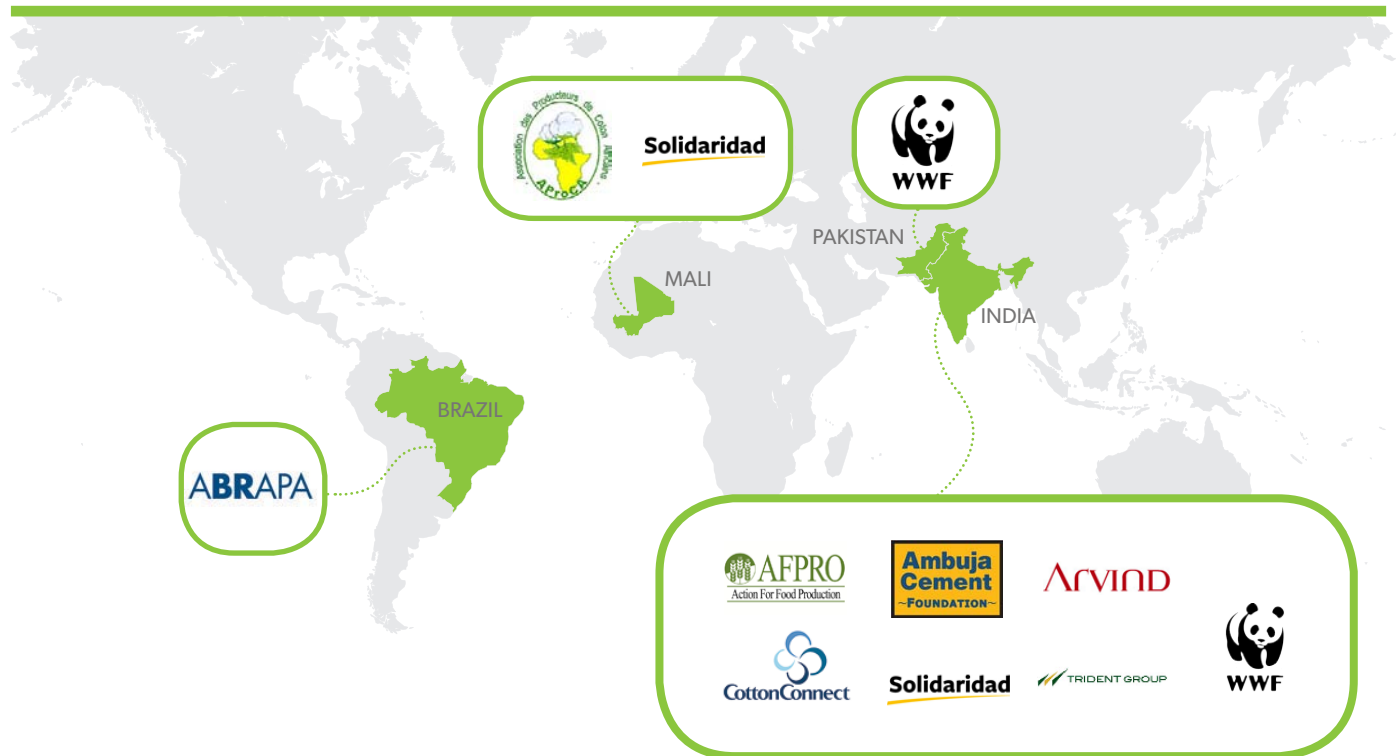 Association des Producteurs de Coton Africains
AProCA
Solidaridad
WWF
PAKISTAN
MALI
INDIA
BRAZIL
ABRAPA
AFPRO
Action For Food Production
Ambuja
Cement
~FOUNDATION~
ARVIND
CottonConnect
Solidaridad
TRIDENT GROUP
WWF